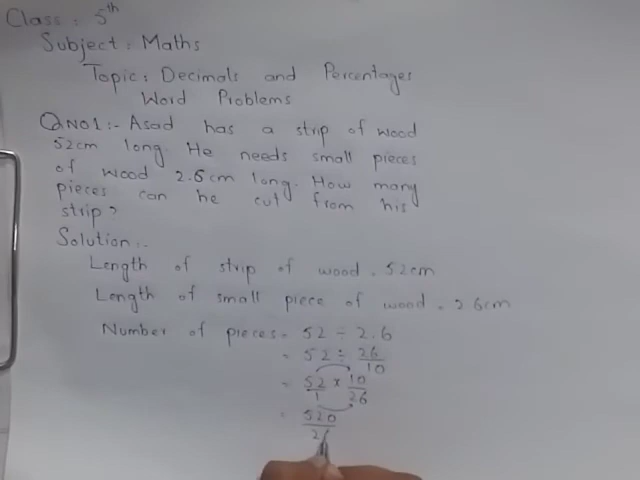 Class : 5th
Subject : Maths
Topic : Decimals and Percentages
Word Problems
QNO1:- Asad has a strip of wood
52cm long. He needs small pieces
of wood 2.6cm long. How many
pieces can he cut from his
strip?
Solution:-
Length of strip of wood = 52cm
Length of small piece of wood = 2.6cm
Number of pieces = 52 ÷ 2.6
= 52 ÷ 26/10
= 52/1 × 10/26
= 520/2